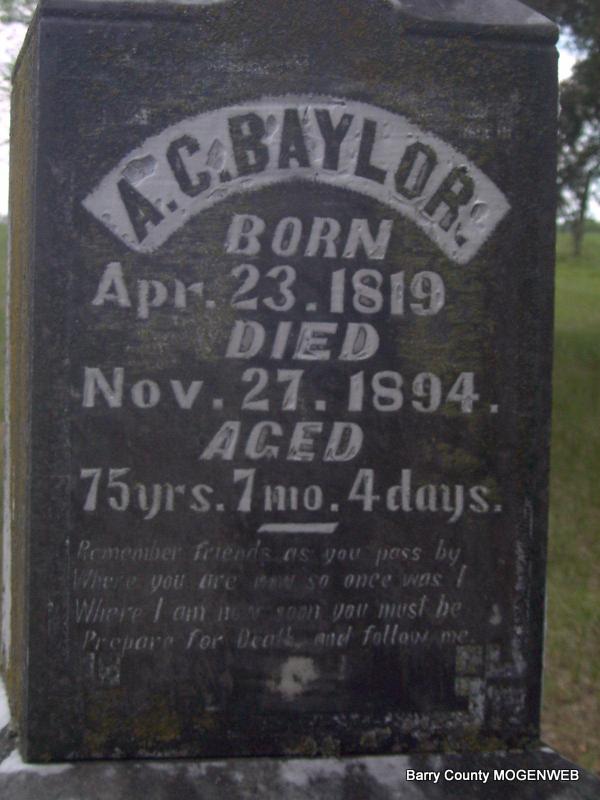 A.C. BAYLOR.
BORN
Apr. 23. 1819
DIED
Nov. 27. 1894.
AGED
75yrs. 7mo. 4days.
Remember friends as you pass by
Where you are now so once was I
Where I am now soon you must be
Prepare for Death and follow me.
Barry County MOGENWEB